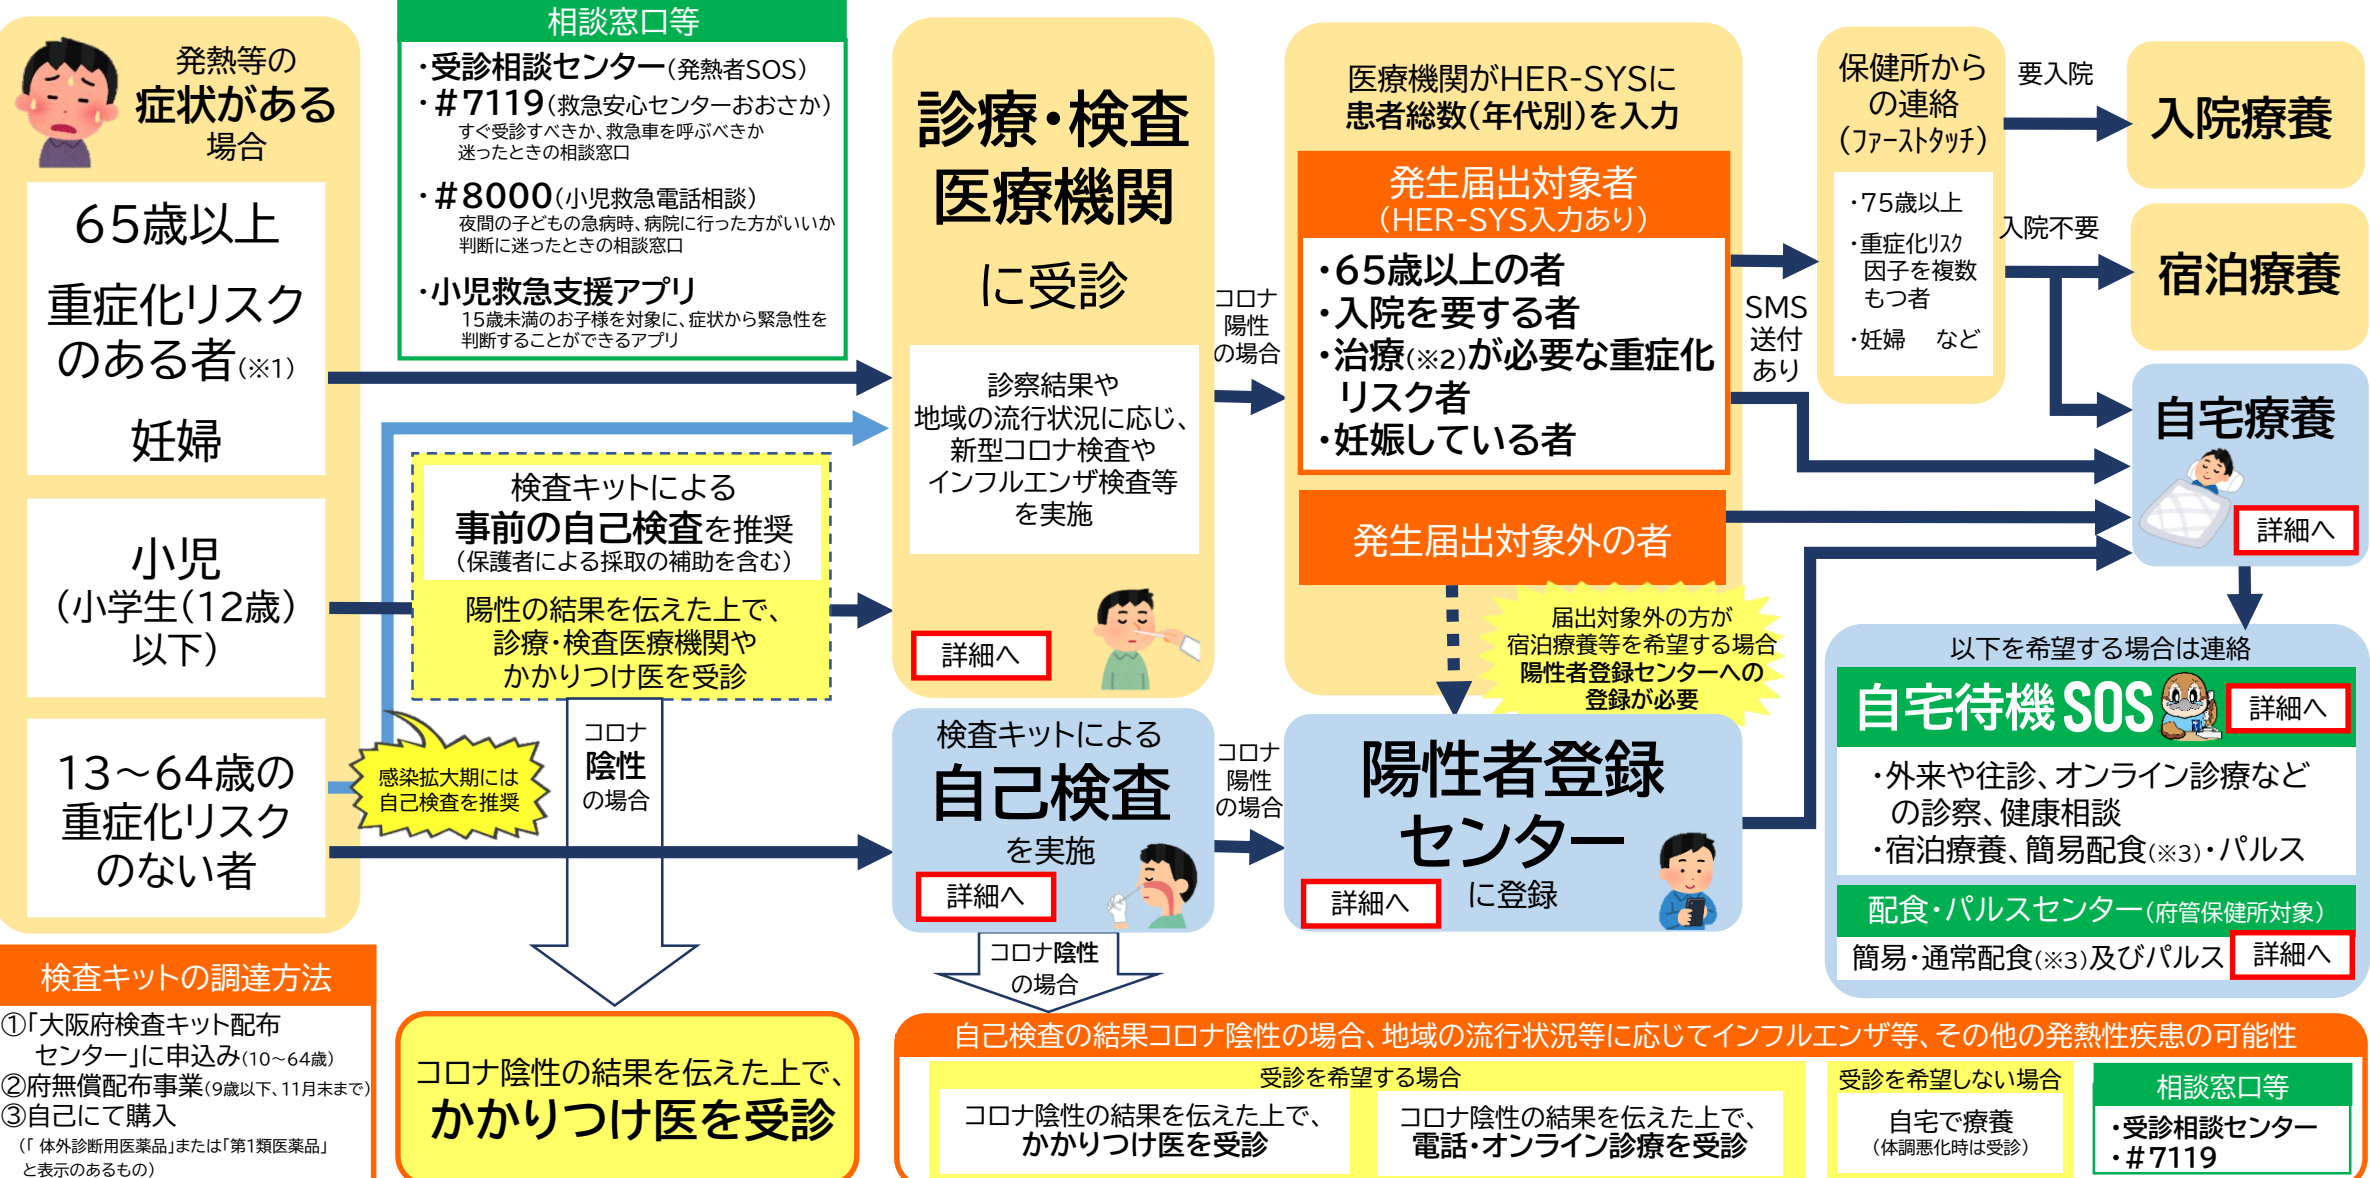 発熱等の
症状がある
場合
65歳以上
重症化リスク
のある者(※1)
妊婦
小児
(小学生(12歳)
以下)
13～64歳の
重症化リスク
のない者
相談窓口等
・受診相談センター(発熱者SOS)
・#7119(救急安心センターおおさか)
すぐ受診すべきか、救急車を呼ぶべきか
迷ったときの相談窓口
・#8000(小児救急電話相談)
夜間の子どもの急病時、病院に行った方がいいか
判断に迷ったときの相談窓口
・小児救急支援アプリ
15歳未満のお子様を対象に、症状から緊急性を
判断することができるアプリ
検査キットによる
事前の自己検査を推奨
(保護者による採取の補助を含む)
陽性の結果を伝えた上で、
診療・検査医療機関や
かかりつけ医を受診
感染拡大期には
自己検査を推奨
コロナ
陰性
の場合
診療・検査
医療機関
に受診
診察結果や
地域の流行状況に応じ、
新型コロナ検査や
インフルエンザ検査等
を実施
詳細へ
コロナ
陽性
の場合
検査キットによる
自己検査
を実施
詳細へ
コロナ
陽性
の場合
コロナ陰性
の場合
医療機関がHER-SYSに
患者総数(年代別)を入力
発生届出対象者
(HER-SYS入力あり)
・65歳以上の者
・入院を要する者
・治療(※2)が必要な重症化
リスク者
・妊娠している者
発生届出対象外の者
届出対象外の方が
宿泊療養等を希望する場合
陽性者登録センターへの
登録が必要
陽性者登録
センター
に登録
詳細へ
SMS
送付
あり
保健所から
の連絡
(ファーストタッチ)
・75歳以上
・重症化リスク
因子を複数
もつ者
・妊婦 など
要入院
入院不要
入院療養
宿泊療養
自宅療養
詳細へ
以下を希望する場合は連絡
自宅待機SOS
詳細へ
・外来や往診、オンライン診療など
の診察、健康相談
・宿泊療養、簡易配食(※3)・パルス
配食・パルスセンター(府管保健所対象)
簡易・通常配食(※3)及びパルス
詳細へ
検査キットの調達方法
①「大阪府検査キット配布
センター」に申込み(10～64歳)
②府無償配布事業(9歳以下、11月末まで)
③自己にて購入
(「体外診断用医薬品」または「第1類医薬品」
と表示のあるもの)
コロナ陰性の結果を伝えた上で、
かかりつけ医を受診
自己検査の結果コロナ陰性の場合、地域の流行状況等に応じてインフルエンザ等、その他の発熱性疾患の可能性
受診を希望する場合
コロナ陰性の結果を伝えた上で、
かかりつけ医を受診
コロナ陰性の結果を伝えた上で、
電話・オンライン診療を受診
受診を希望しない場合
自宅で療養
(体調悪化時は受診)
相談窓口等
・受診相談センター
・#7119